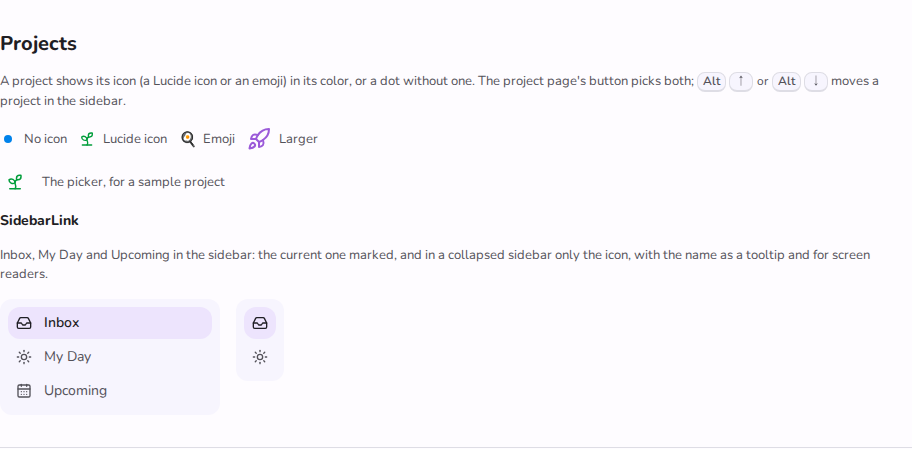 Projects
A project shows its icon (a Lucide icon or an emoji) in its color, or a dot without one. The project page's button picks both; Alt ↑ or Alt ↓ moves a
project in the sidebar.
No icon Lucide icon Emoji Larger
The picker, for a sample project
SidebarLink
Inbox, My Day and Upcoming in the sidebar: the current one marked, and in a collapsed sidebar only the icon, with the name as a tooltip and for screen
readers.
Inbox
My Day
Upcoming